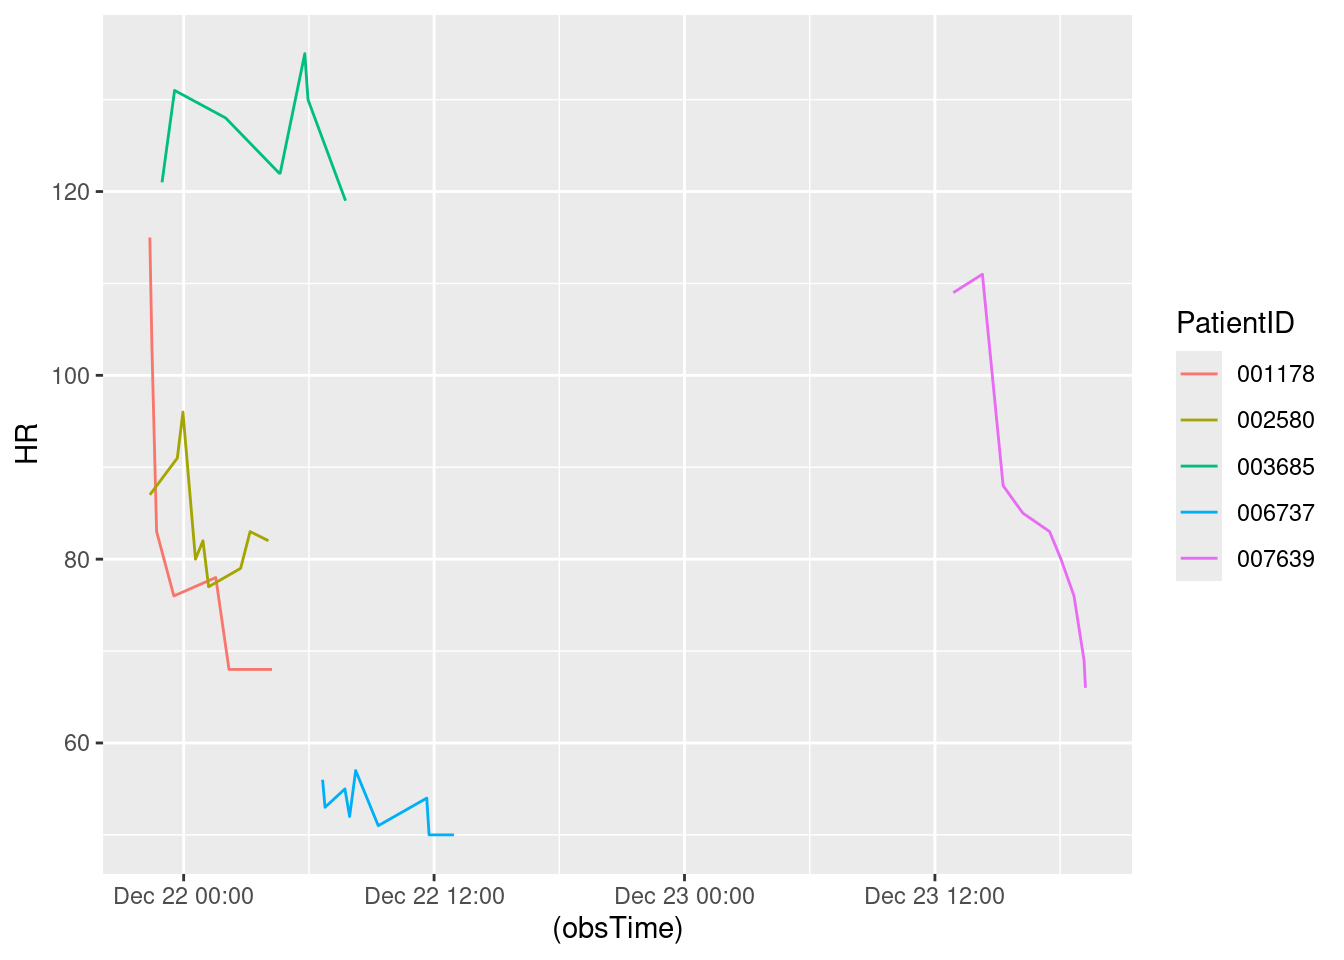 HR
120
100
80
60
Dec 22 00:00
Dec 22 12:00
Dec 23 00:00
Dec 23 12:00
(obsTime)
PatientID
001178
002580
003685
006737
007639